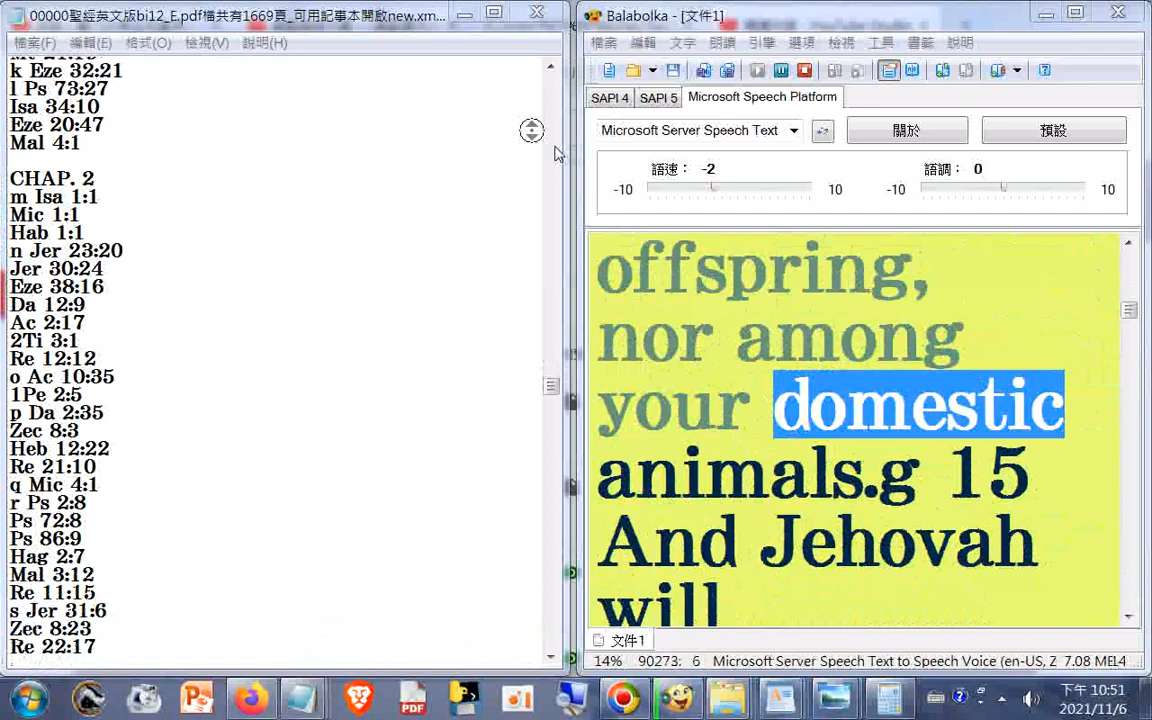 00000聖經英文版bi12_E.pdf檔共有1669頁_可用記事本開啟new.xm...
檔案(F) 編輯(E) 格式(O) 檢視(V) 說明(H)
k Eze 32:21
l Ps 73:27
Isa 34:10
Eze 20:47
Mal 4:1
CHAP. 2
m Isa 1:1
Mic 1:1
Hab 1:1
n Jer 23:20
Jer 30:24
Eze 38:16
Da 12:9
Ac 2:17
2Ti 3:1
Re 12:12
o Ac 10:35
1Pe 2:5
p Da 2:35
Zec 8:3
Heb 12:22
Re 21:10
q Mic 4:1
r Ps 2:8
Ps 72:8
Ps 86:9
Hag 2:7
Mal 3:12
Re 11:15
s Jer 31:6
Zec 8:23
Re 22:17
Balabolka - [文件1]
檔案 編輯 文字 朗讀 引擎 選項 檢視 工具 書籤 說明
SAPI 4 SAPI 5 Microsoft Speech Platform
Microsoft Server Speech Text 關於 預設
語速： -2 語調： 0
-10 10 -10 10
offspring,
nor among
your domestic
animals.g 15
And Jehovah
will
文件1
14% 90273: 6 Microsoft Server Speech Text to Speech Voice (en-US, Z 7.08 ME14
PDF
下午 10:51
2021/11/6